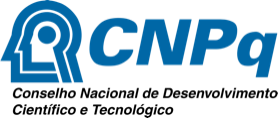 CNPq
Conselho Nacional de Desenvolvimento
Científico e Tecnológico